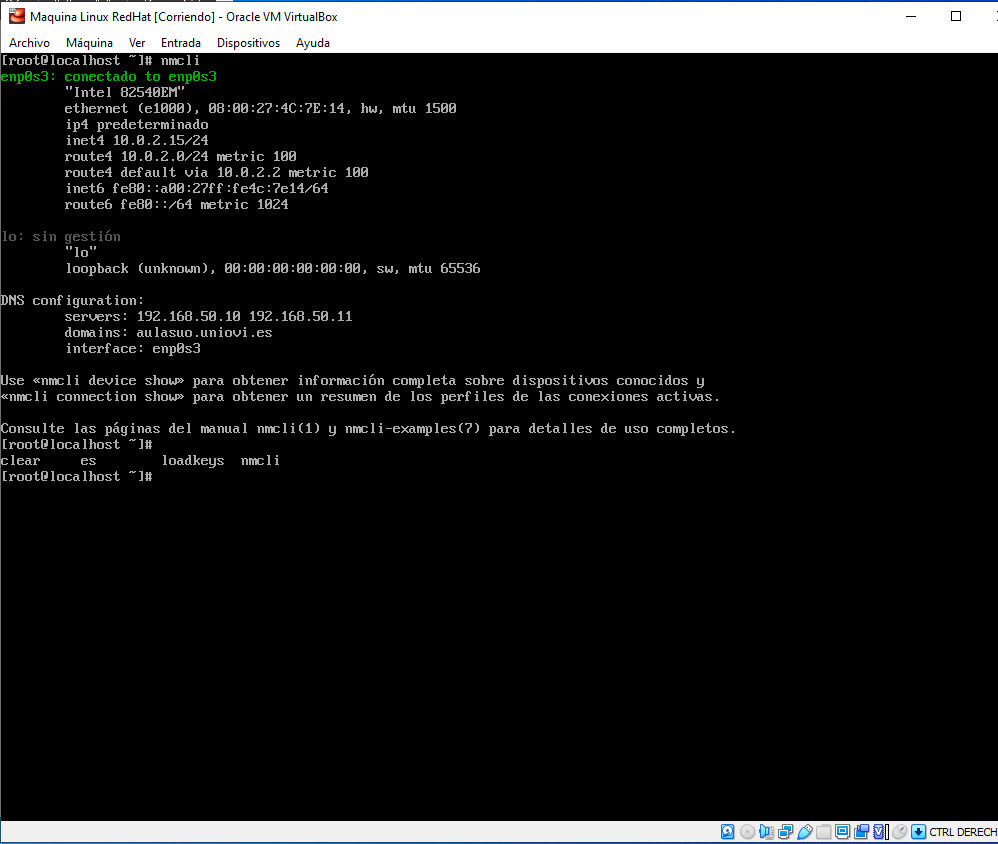 Maquina Linux RedHat [Corriendo] - Oracle VM VirtualBox
Archivo Máquina Ver Entrada Dispositivos Ayuda
[root@localhost ~]# nmcli
enp0s3: conectado to enp0s3
"Intel 82540EM"
ethernet (e1000), 08:00:27:4C:7E:14, hw, mtu 1500
ip4 predeterminado
inet4 10.0.2.15/24
route4 10.0.2.0/24 metric 100
route4 default via 10.0.2.2 metric 100
inet6 fe80::a00:27ff:fe4c:7e14/64
route6 fe80::/64 metric 1024
lo: sin gestión
"lo"
loopback (unknown), 00:00:00:00:00:00, sw, mtu 65536
DNS configuration:
servers: 192.168.50.10 192.168.50.11
domains: aulasuo.uniovi.es
interface: enp0s3
Use «nmcli device show» para obtener información completa sobre dispositivos conocidos y
«nmcli connection show» para obtener un resumen de los perfiles de las conexiones activas.
Consulte las páginas del manual nmcli(1) y nmcli-examples(7) para detalles de uso completos.
[root@localhost ~]#
clear es loadkeys nmcli
[root@localhost ~]#
CTRL DERECH